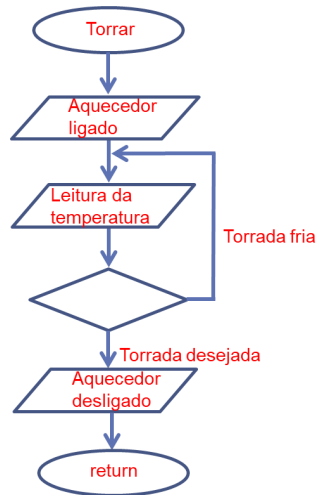 Torrar
Aquecedor
ligado
Leitura da
temperatura
Torrada fria
Torrada desejada
Aquecedor
desligado
return